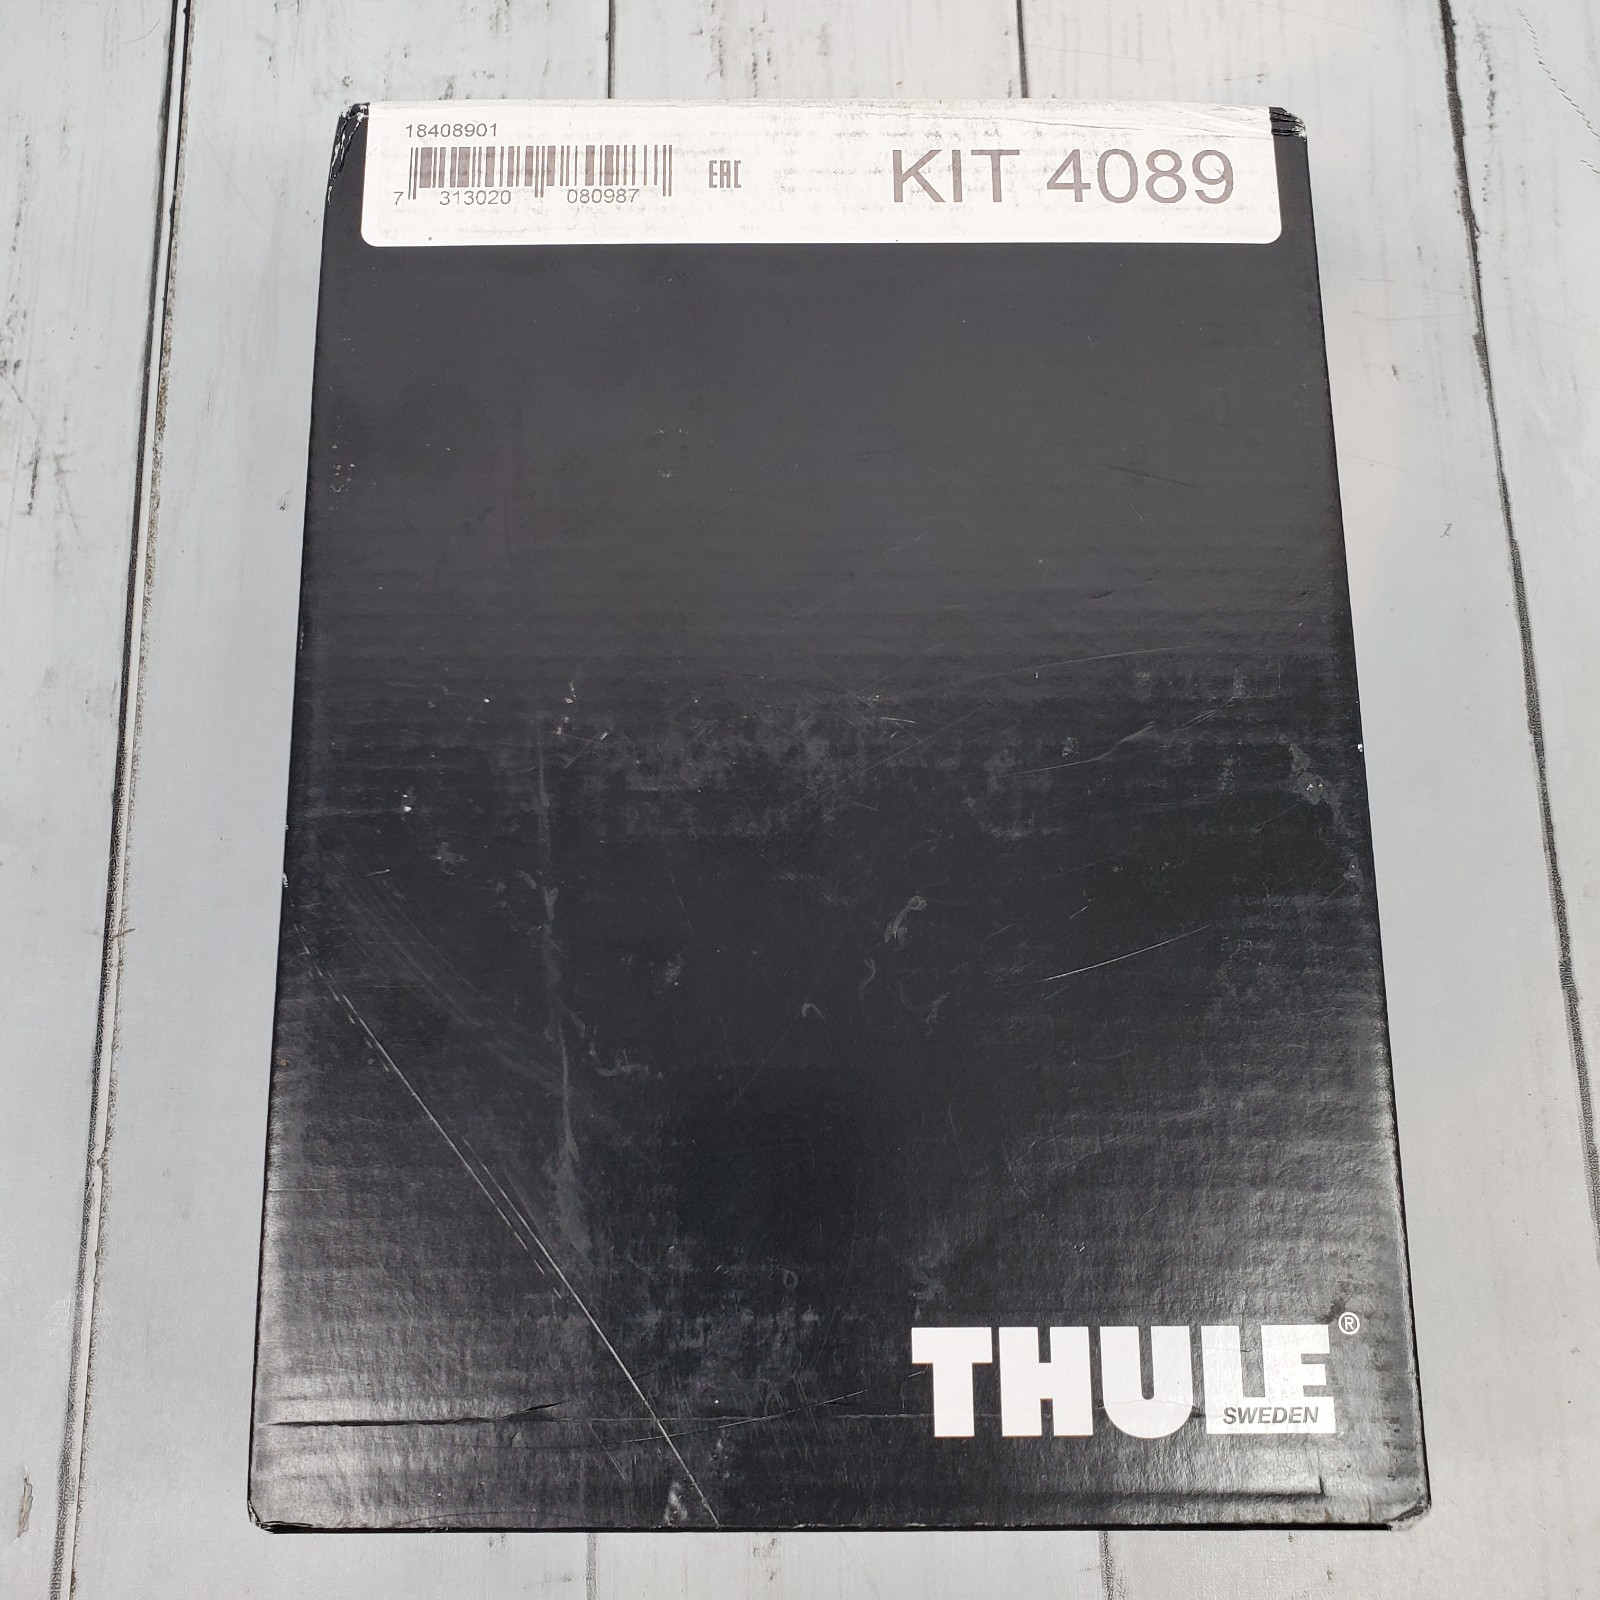 18408901
EAC KIT 4089
7 313020 080987
THULE®
SWEDEN